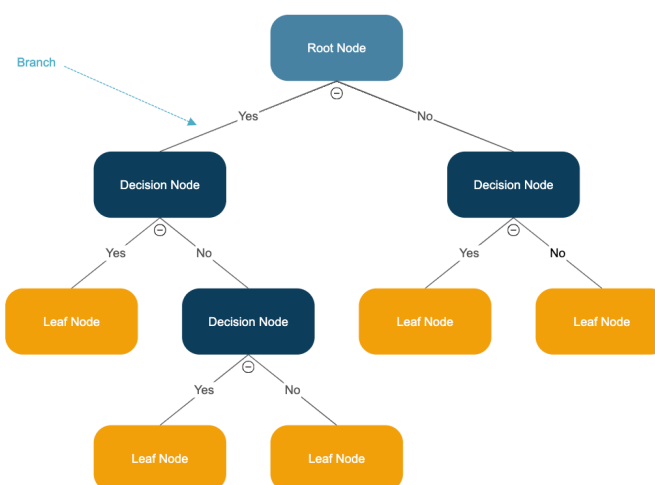 Root Node
Branch
Yes
No
Decision Node
Decision Node
Yes
No
Yes
No
Leaf Node
Decision Node
Leaf Node
Leaf Node
Yes
No
Leaf Node
Leaf Node